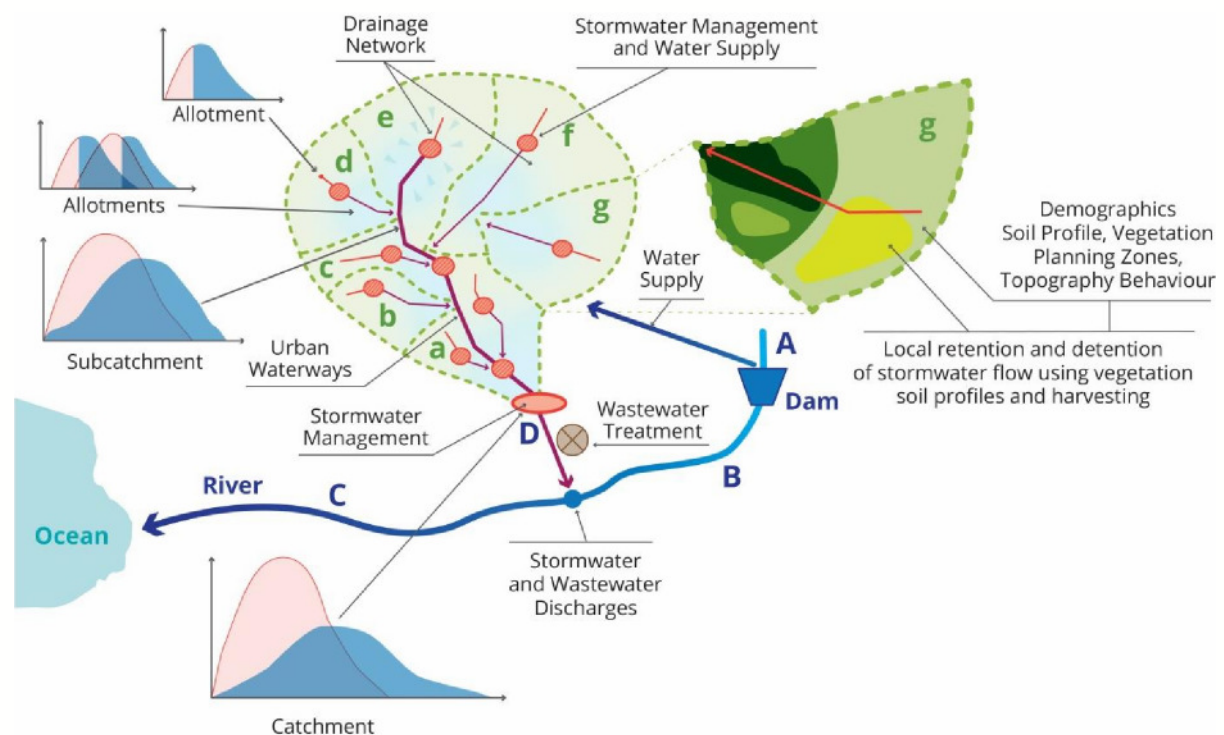 Drainage
Network
Stormwater Management
and Water Supply
Allotment
Allotments
Subcatchment
e
f
d
g
c
b
a
g
Demographics
Soil Profile, Vegetation
Planning Zones,
Topography Behaviour
Water
Supply
Urban
Waterways
A
Dam
Local retention and detention
of stormwater flow using vegetation
soil profiles and harvesting
Stormwater
Management
D
Wastewater
Treatment
B
River
C
Ocean
Stormwater
and Wastewater
Discharges
Catchment